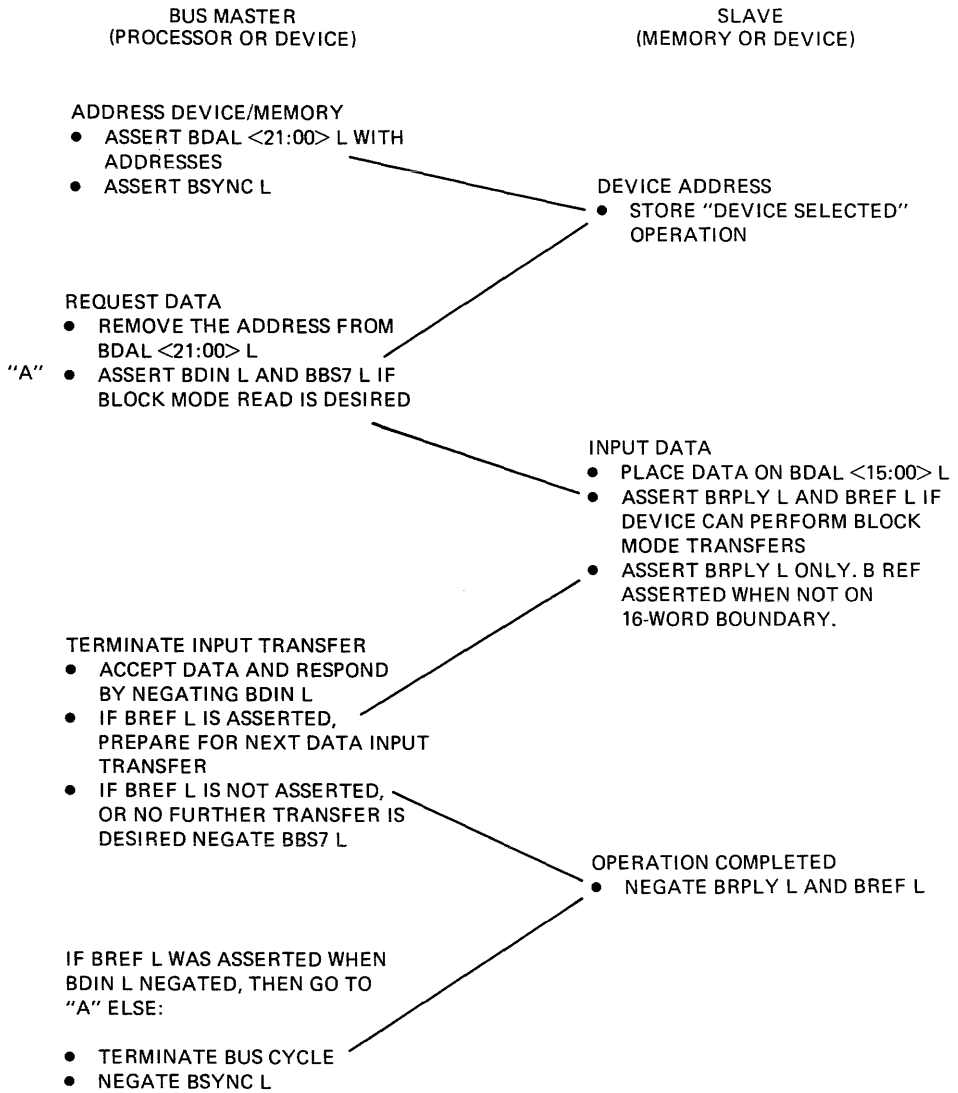 BUS MASTER
(PROCESSOR OR DEVICE)
SLAVE
(MEMORY OR DEVICE)
ADDRESS DEVICE/MEMORY
● ASSERT BDAL <21:00> L WITH
ADDRESSES
● ASSERT BSYNC L
DEVICE ADDRESS
● STORE "DEVICE SELECTED"
OPERATION
REQUEST DATA
● REMOVE THE ADDRESS FROM
BDAL <21:00> L
"A" ● ASSERT BDIN L AND BBS7 L IF
BLOCK MODE READ IS DESIRED
INPUT DATA
● PLACE DATA ON BDAL <15:00> L
● ASSERT BRPLY L AND BREF L IF
DEVICE CAN PERFORM BLOCK
MODE TRANSFERS
● ASSERT BRPLY L ONLY. B REF
ASSERTED WHEN NOT ON
16-WORD BOUNDARY.
TERMINATE INPUT TRANSFER
● ACCEPT DATA AND RESPOND
BY NEGATING BDIN L
● IF BREF L IS ASSERTED,
PREPARE FOR NEXT DATA INPUT
TRANSFER
● IF BREF L IS NOT ASSERTED,
OR NO FURTHER TRANSFER IS
DESIRED NEGATE BBS7 L
OPERATION COMPLETED
● NEGATE BRPLY L AND BREF L
IF BREF L WAS ASSERTED WHEN
BDIN L NEGATED, THEN GO TO
"A" ELSE:
● TERMINATE BUS CYCLE
● NEGATE BSYNC L